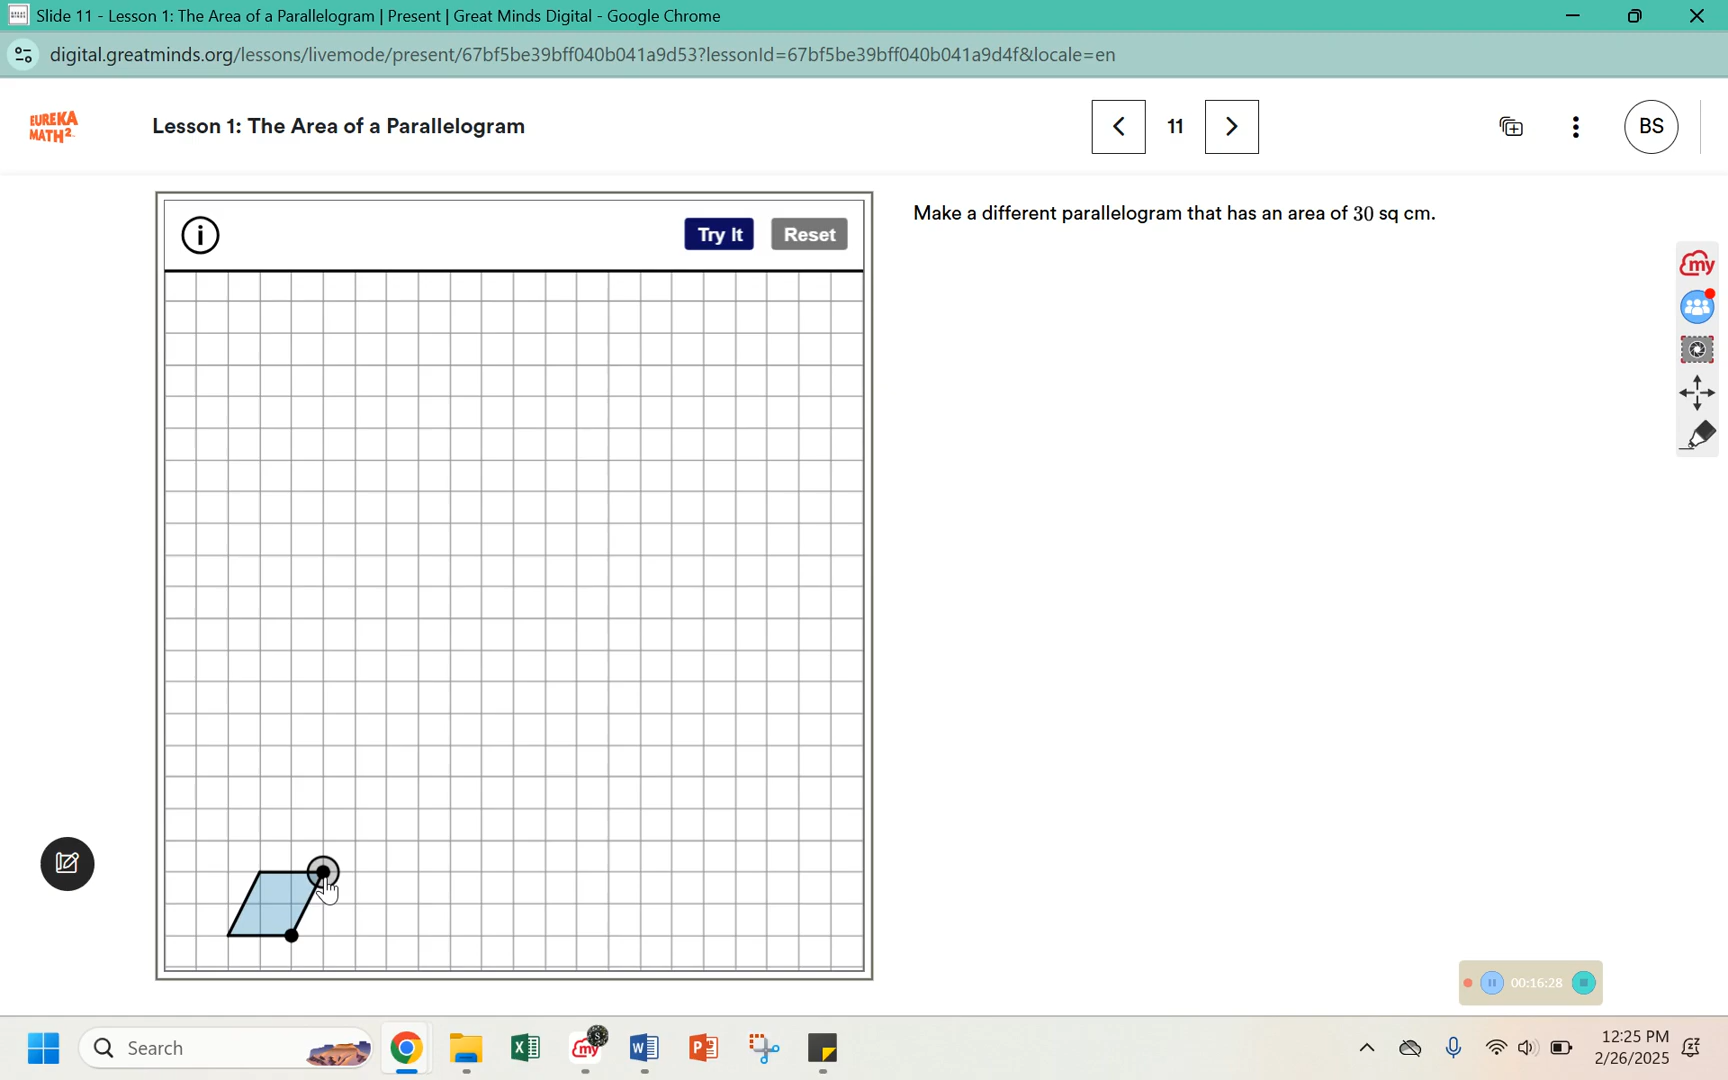 Slide 11 - Lesson 1: The Area of a Parallelogram | Present | Great Minds Digital - Google Chrome
digital.greatminds.org/lessons/livemode/present/67bf5be39bff040b041a9d53?lessonId=67bf5be39bff040b041a9d4f&locale=en
EUREKA MATH²
Lesson 1: The Area of a Parallelogram
11
BS
i
Try It
Reset
Make a different parallelogram that has an area of 30 sq cm.
my
00:16:28
Search
my
S
12:25 PM
2/26/2025